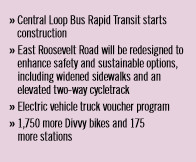 » Central Loop Bus Rapid Transit starts
construction
» East Roosevelt Road will be redesigned to
enhance safety and sustainable options,
including widened sidewalks and an
elevated two-way cycletrack
» Electric vehicle truck voucher program
» 1,750 more Divvy bikes and 175
more stations